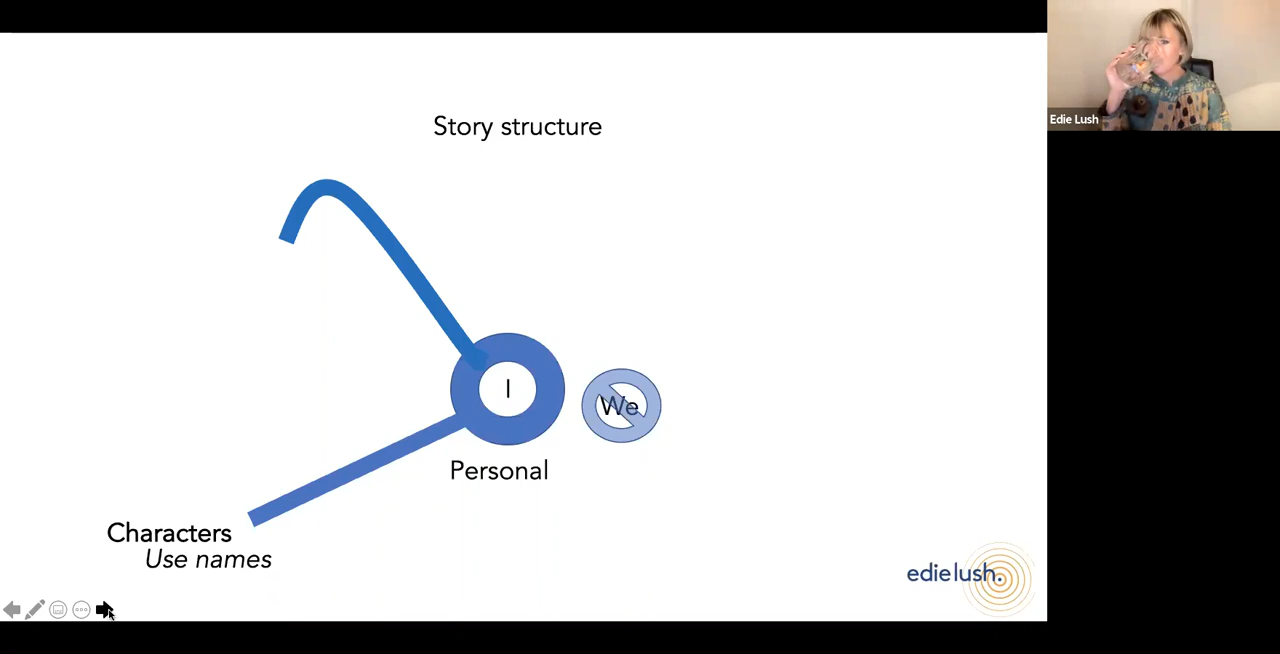 Edie Lush
Story structure
I
We
Personal
Characters
Use names
edielush.